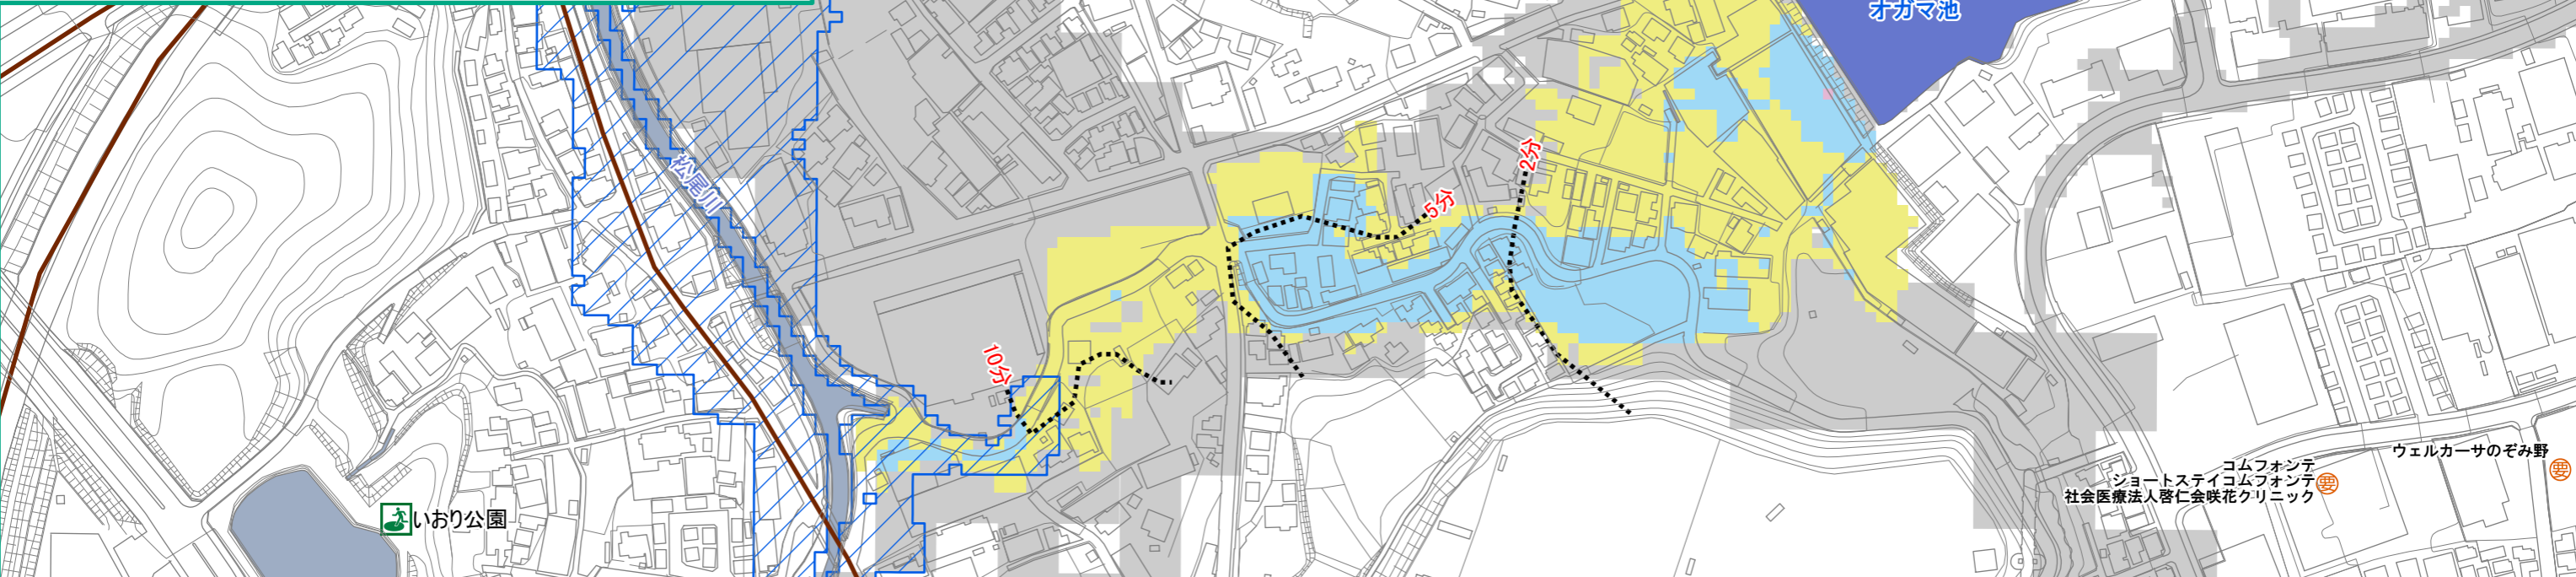 オガマ池
松尾川
2分
5分
10分
いおり公園
ウェルカーサのぞみ野
要
コムフォンテ
ショートステイコムフォンテ
社会医療法人啓仁会咲花クリニック
要